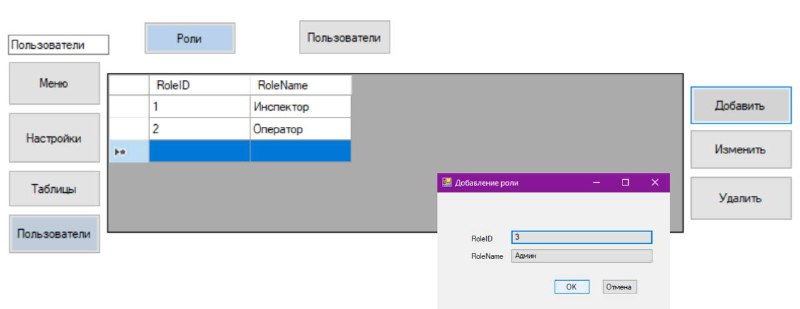 Роли
Пользователи
Пользователи
Меню
Настройки
Таблицы
Пользователи
RoleID RoleName
1 Инспектор
2 Оператор
Добавить
Изменить
Удалить
Добавление роли
RoleID 3
RoleName Админ
OK Отмена